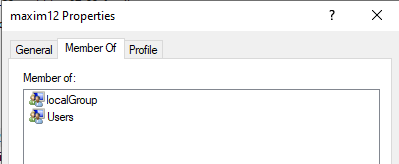 maxim12 Properties
? X
General Member Of Profile
Member of:
localGroup
Users